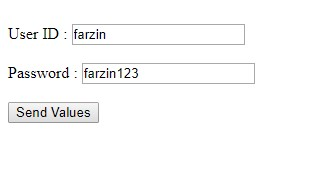 User ID : farzin
Password : farzin123
Send Values